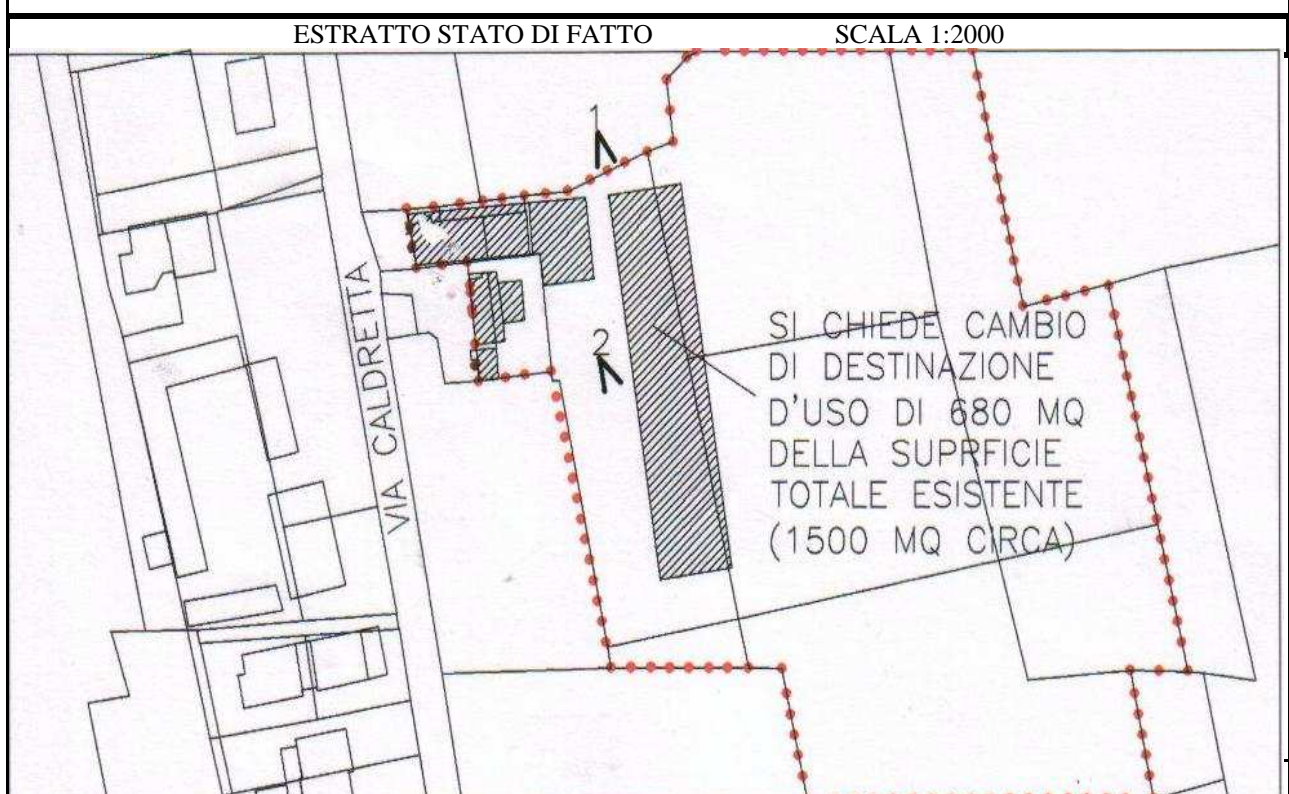 ESTRATTO STATO DI FATTO SCALA 1:2000
1
2
VIA CALDRETTA
SI CHIEDE CAMBIO
DI DESTINAZIONE
D'USO DI 680 MQ
DELLA SUPRFICIE
TOTALE ESISTENTE
(1500 MQ CIRCA)